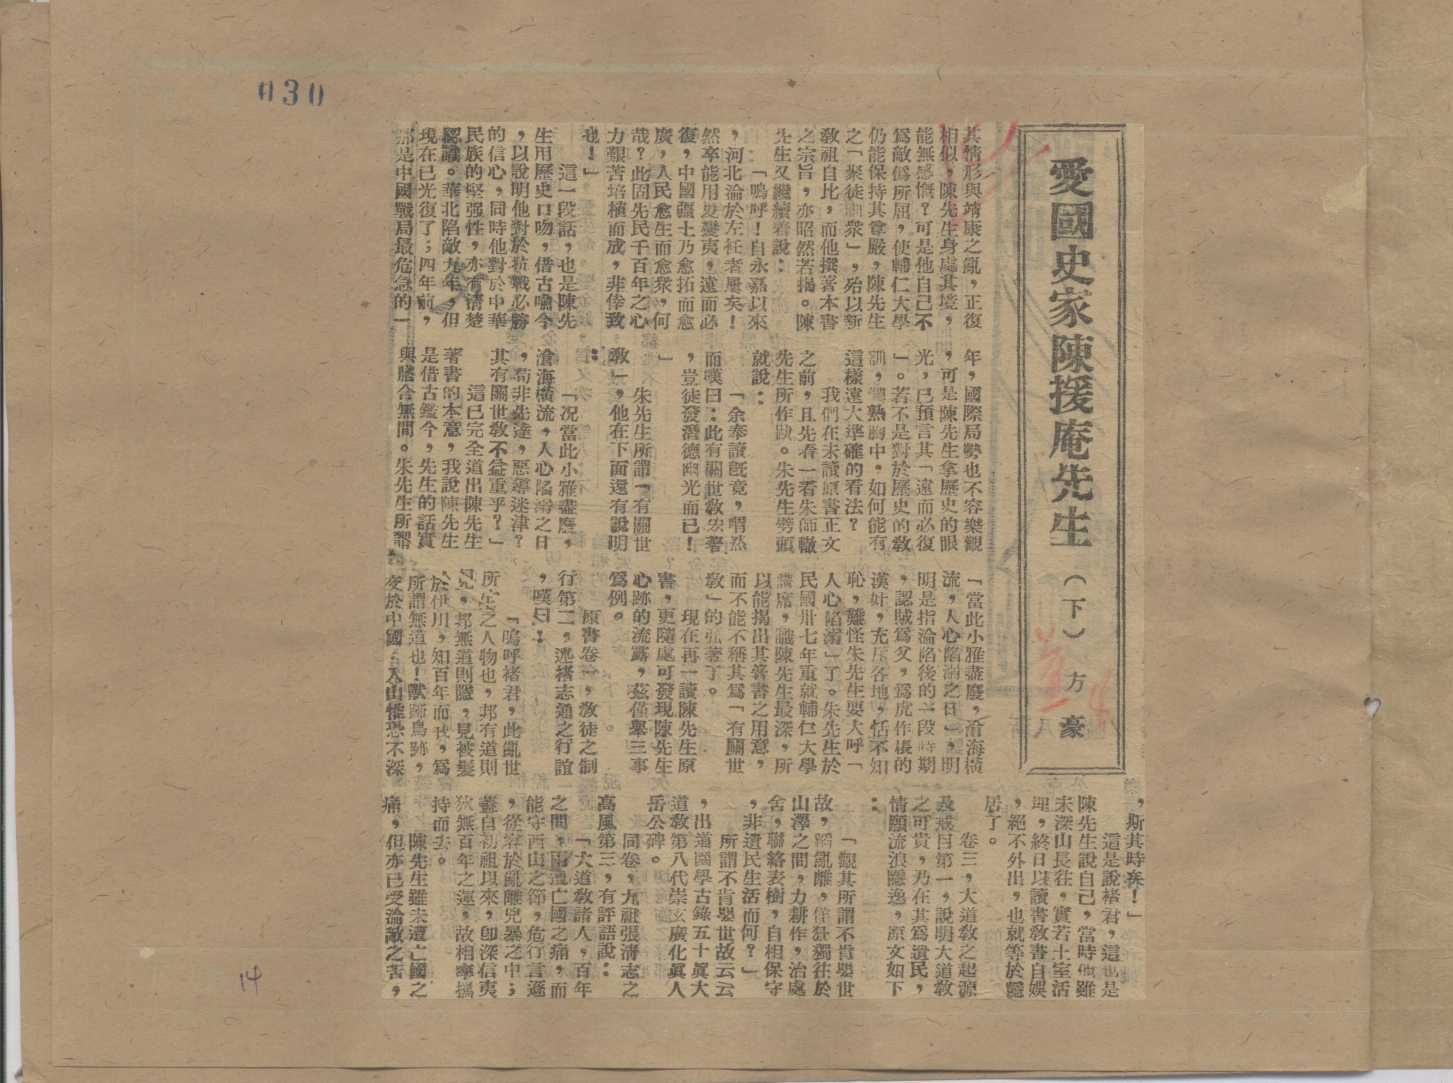 030
愛國史家陳援庵先生（下）方豪
其情形與靖康之亂，正復
相似，陳先生身處其境，
能無感慨？可是他自己不
爲敵僞所屈，使輔仁大學
仍能保持其尊嚴，陳先生
之「聚徒訓衆」，殆以新
敎祖自比，而他撰著本書
之宗旨，亦昭然若揭。陳
先生又繼續着說：
「嗚呼！自永嘉以來
，河北淪於左衽者屢矣！
然卒能用夏變夷，遠而必
復，中國疆土乃愈拓而愈
廣，人民愈生而愈衆，何
哉？此固先民千百年之心
力艱苦培植而成，非倖致
也！」
這一段話，也是陳先
生用歷史口吻，借古喻今
，以說明他對於抗戰必勝
的信心，同時他對於中華
民族的堅强性，亦有清楚
認識。華北陷敵九年，但
現在已光復了；四年前，
那是中國戰局最危急的一
年，國際局勢也不容樂觀
，可是陳先生拿歷史的眼
光，已預言其「遠而必復
」。若不是對於歷史的敎
訓，熟胸中，如何能有
這樣遠大準確的看法？
我們在未讀原書正文
之前，且先看一看朱師轍
先生所作跋。朱先生劈頭
就說：
「余奉讀旣竟，喟然
而嘆曰：此有關世敎宏著
，豈徒發潛德幽光而已！
」
朱先生所謂「有關世
敎」，他在下面還有說明
：
「况當此小雅盡廢，
滄海橫流，人心陷溺之日
，苟非先達，惡導迷津？
其有關世敎不益重乎？」
這已完全道出陳先生
著書的本意，我說陳先生
是借古鑑今，先生的話實
與脗合無間。朱先生所謂
「當此小雅盡廢，滄海橫
流，人心陷溺之日」，明
明是指淪陷後的一段時期
，認賊爲父，爲虎作倀的
漢奸，充斥各地，恬不知
恥，難怪朱先生要大呼「
人心陷溺」了。朱先生於
民國卅七年重就輔仁大學
講席，識陳先生最深，所
以能揭出其著書之用意，
而不能不稱其爲「有關世
敎」的弘著了。
現在再一讀陳先生原
書，更隨處可發現陳先生
心跡的流露，茲僅舉三事
爲例。
原書卷一，敎徒之制
行第二，述褚志通之行誼
，嘆曰：
「嗚呼褚君，此亂世
所生之人物也，邦有道則
見，邦無道則隱，見被髮
於伊川，知百年而夷，爲
所謂無道也！獸蹄鳥跡，
交於中國；入山惟恐不深
，斯其時矣！」
這是說褚君，這也是
陳先生說自己，當時他雖
未深山長往，實若土室活
埋，終日以讀書敎書自娛
，絕不外出，也就等於隱
居了。
卷三，大道敎之起源
及戒目第一，說明大道敎
之可貴，乃在其爲遺民，
情願流浪隱逸，原文如下
：
「觀其所謂不肯嬰世
故，蹈亂離，佯狂獨往於
山澤之間，力耕作，治處
舍，聯絡表樹，自相保守
，非遺民生活而何？」
所謂不肯嬰世故云云
，出道園學古錄五十眞大
道敎第八代崇玄廣化眞人
岳公碑。
同卷，九祖張清志之
高風第三，有評語說：
「大道敎諸人，百年
之間，兩遭亡國之痛，而
能守西山之節，危行言遜
，從容於亂離兇暴之中；
蓋自初祖以來，卽深信夷
狄無百年之運，故相率搘
持而去。
陳先生雖未遭亡國之
痛，但亦已受淪敵之苦，
14